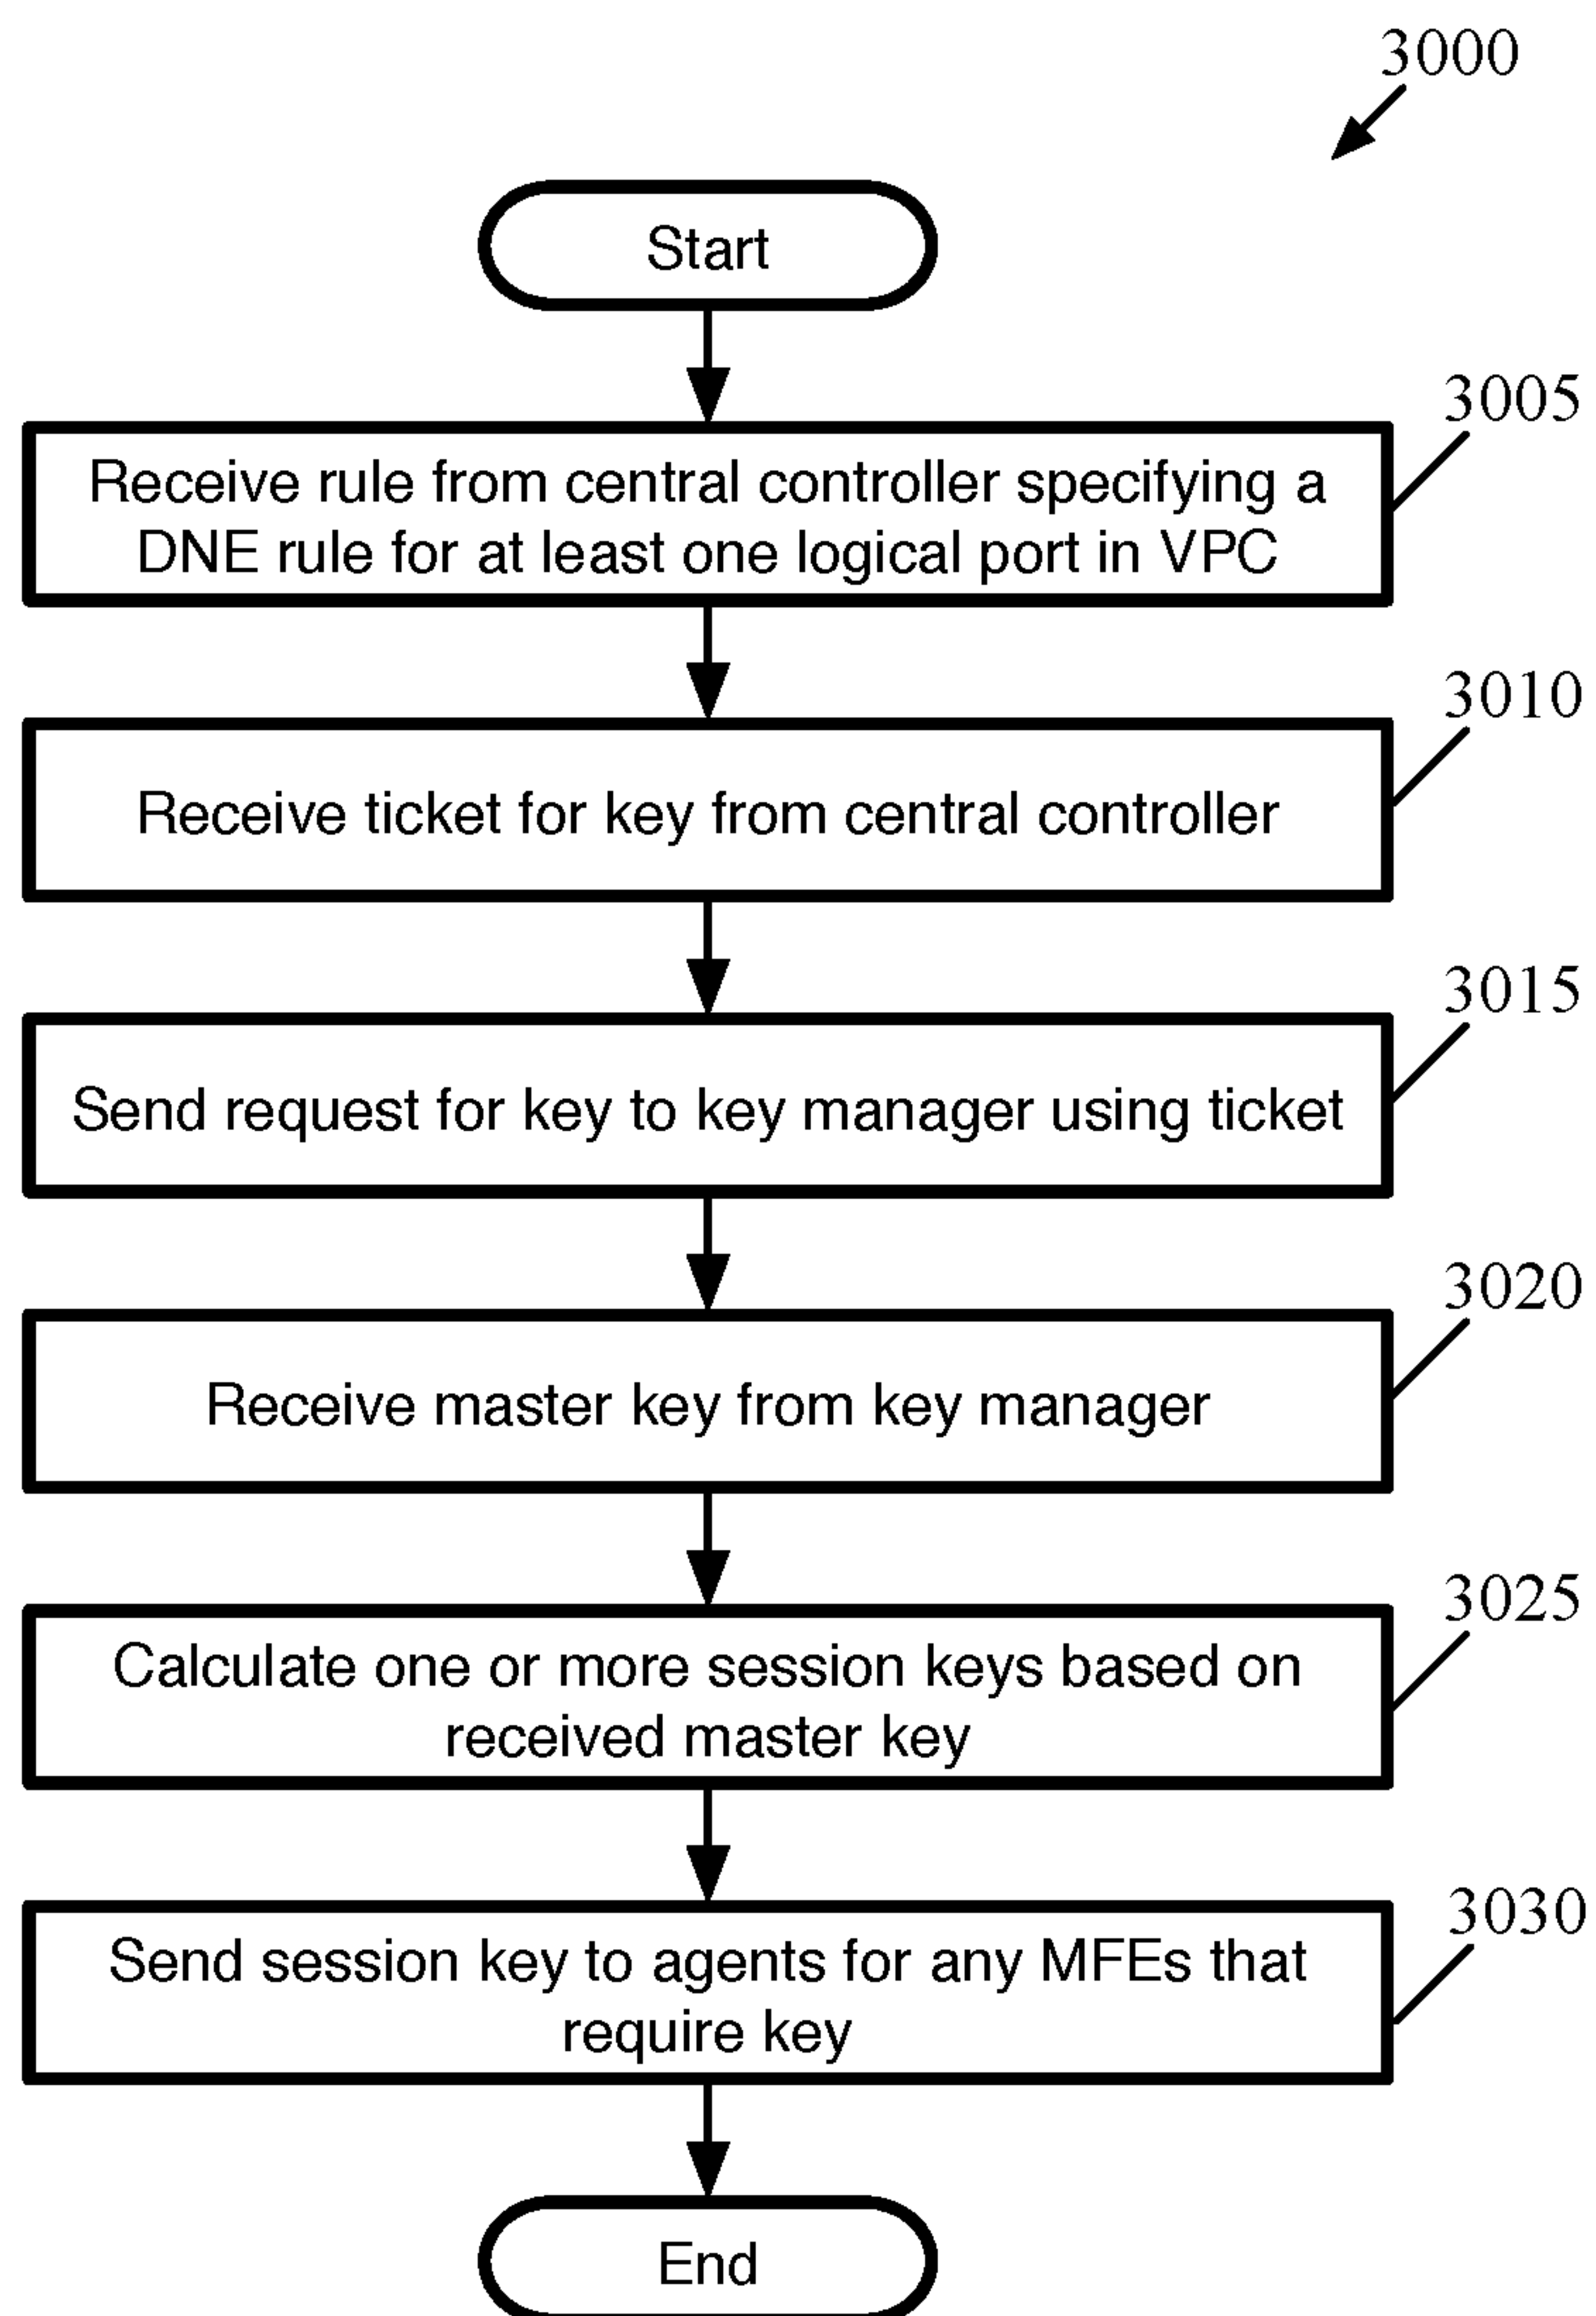 3000
Start
3005
Receive rule from central controller specifying a
DNE rule for at least one logical port in VPC
3010
Receive ticket for key from central controller
3015
Send request for key to key manager using ticket
3020
Receive master key from key manager
3025
Calculate one or more session keys based on
received master key
3030
Send session key to agents for any MFEs that
require key
End